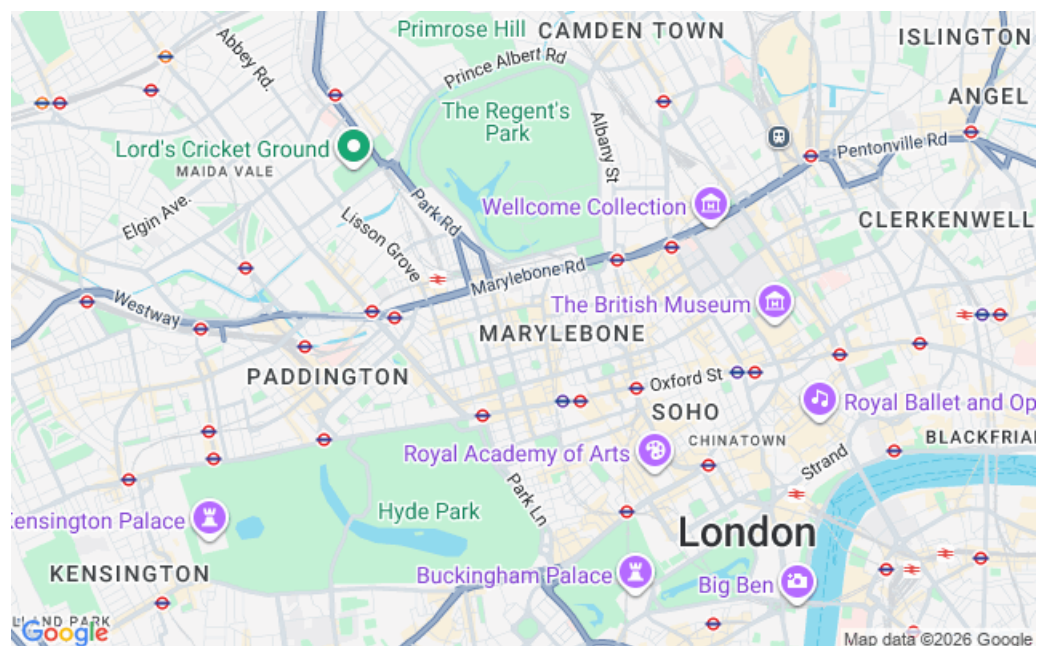 Primrose Hill
CAMDEN TOWN
ISLINGTON
Abbey Rd.
Prince Albert Rd
ANGEL
The Regent's
Park
Albany St
Pentonville Rd
Lord's Cricket Ground
MAIDA VALE
Elgin Ave.
Lisson Grove
Park Rd
Wellcome Collection
CLERKENWELL
Marylebone Rd
Westway
The British Museum
MARYLEBONE
PADDINGTON
Oxford St
SOHO
Royal Ballet and Op
CHINATOWN
BLACKFRIA
Royal Academy of Arts
Strand
Park Ln
Hyde Park
Kensington Palace
London
KENSINGTON
Buckingham Palace
Big Ben
LLAND PARK
Google
Map data ©2026 Google